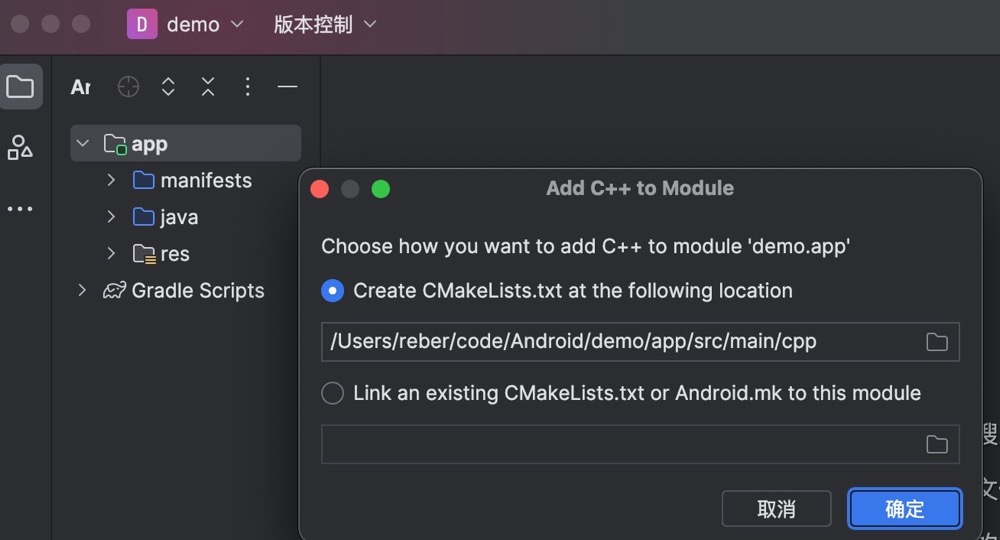 D demo 版本控制
Ar
app
manifests
java
res
Gradle Scripts
Add C++ to Module
Choose how you want to add C++ to module 'demo.app'
Create CMakeLists.txt at the following location
/Users/reber/code/Android/demo/app/src/main/cpp
Link an existing CMakeLists.txt or Android.mk to this module
搜
文
取消 确定